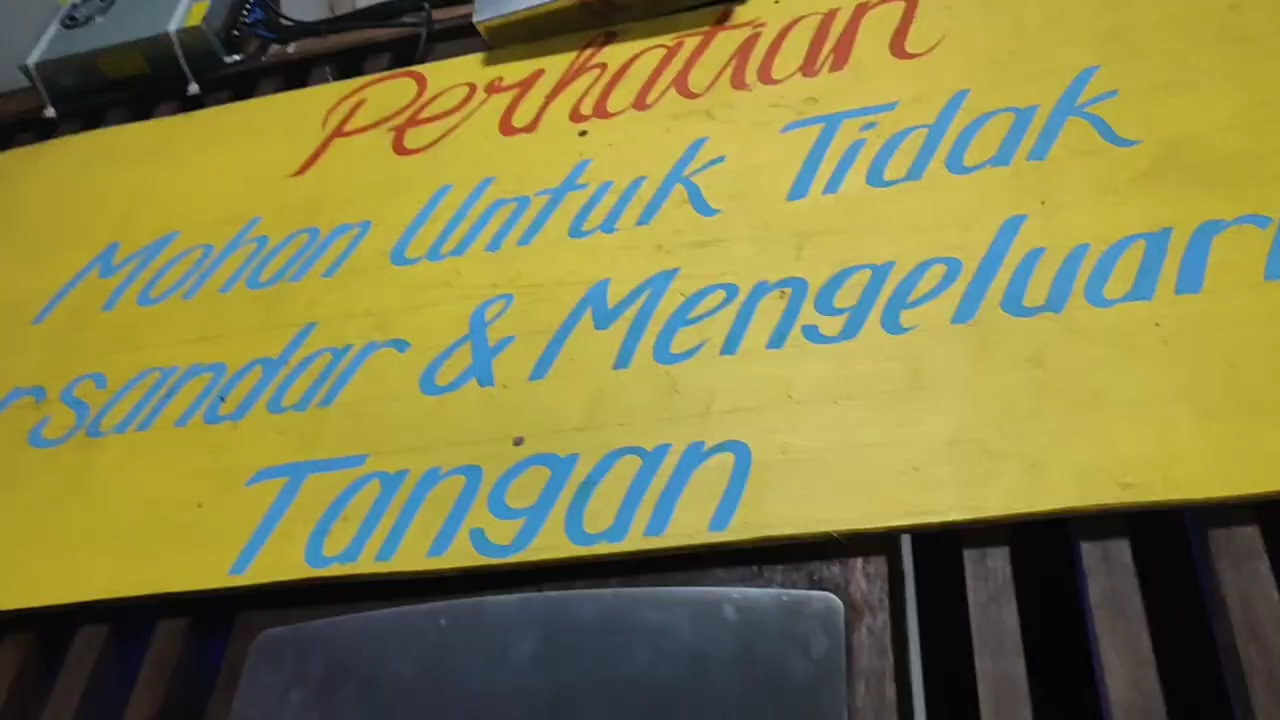 Perhatian
Mohon Untuk Tidak
rsandar & Mengeluar
Tangan